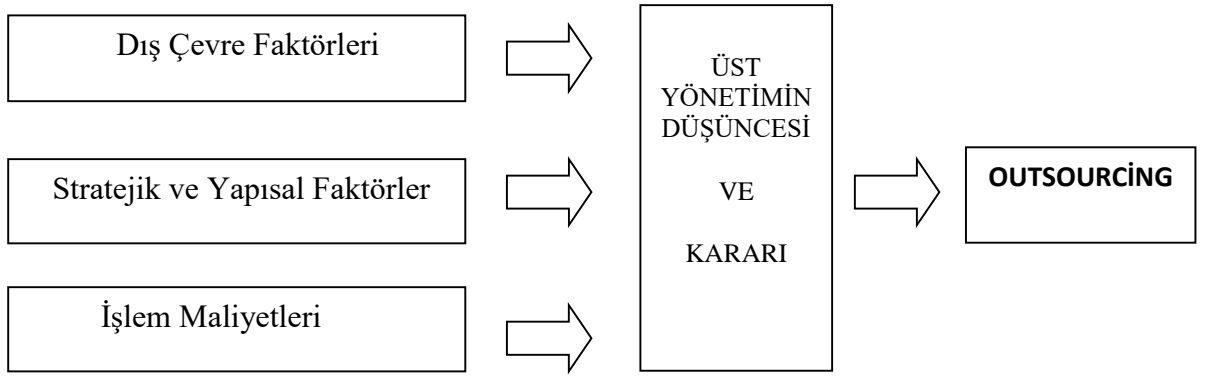 Dış Çevre Faktörleri
Stratejik ve Yapısal Faktörler
İşlem Maliyetleri
ÜST
YÖNETİMİN
DÜŞÜNCESİ
VE
KARARI
OUTSOURCİNG